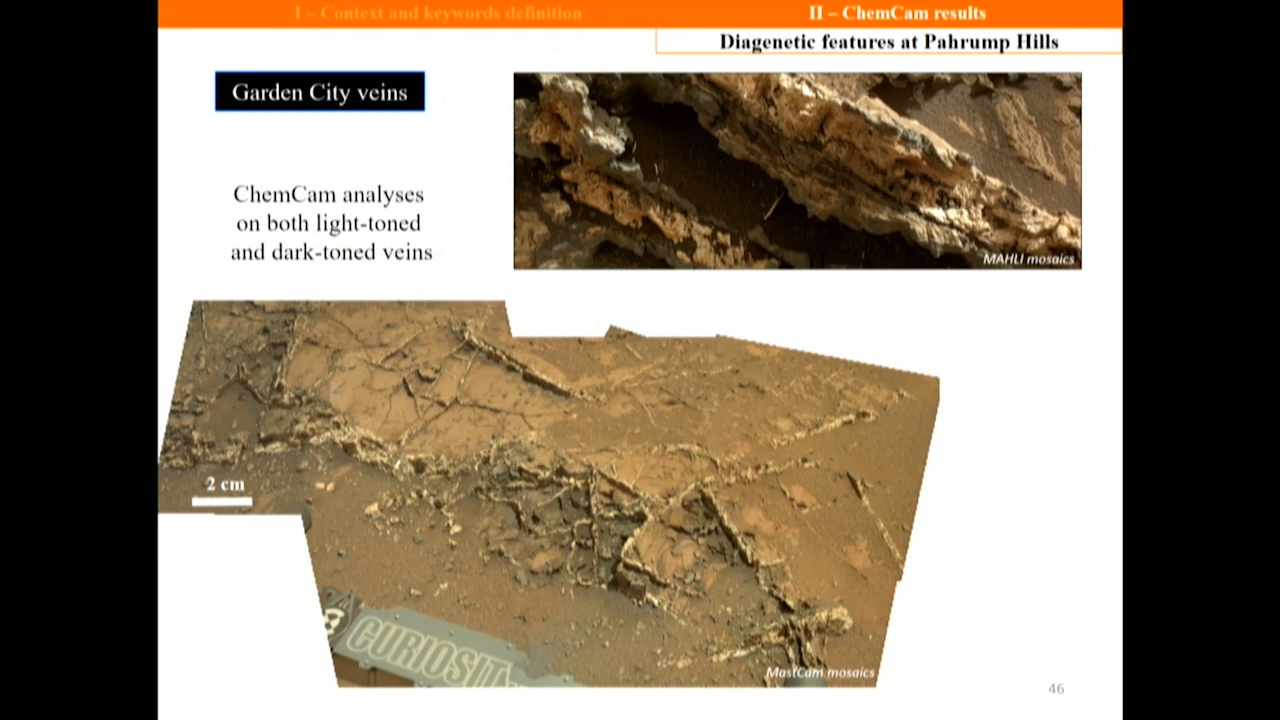 I – Context and keywords definition
II – ChemCam results
Diagenetic features at Pahrump Hills
Garden City veins
ChemCam analyses
on both light-toned
and dark-toned veins
MAHLI mosaics
2 cm
CURIOSITY
MastCam mosaics
46